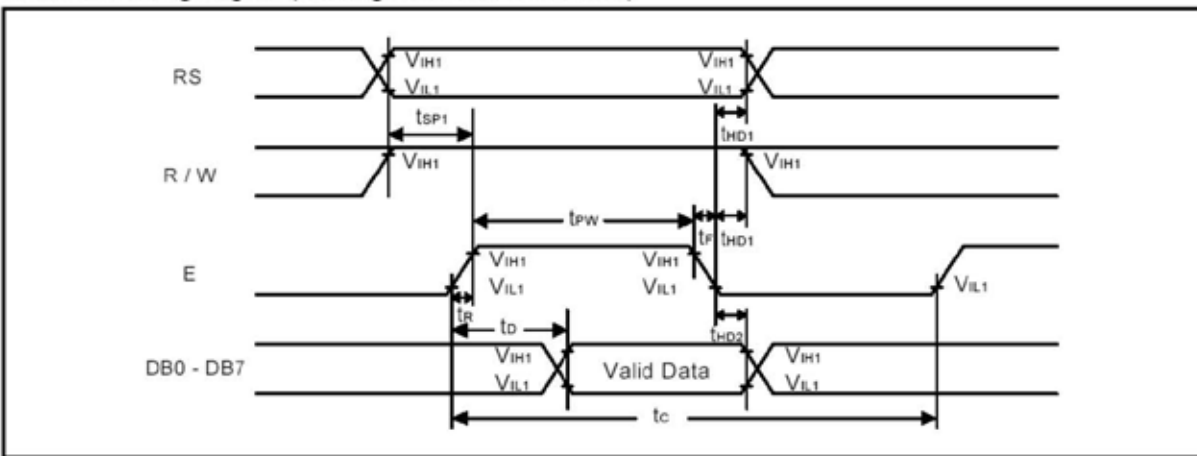 RS
VIH1
VIH1
VIL1
VIL1
tSP1
tHD1
R / W
VIH1
VIH1
tPW
tF
tHD1
E
VIH1
VIH1
VIL1
VIL1
VIL1
tR
tD
tHD2
DB0 - DB7
VIH1
Valid Data
VIH1
VIL1
VIL1
tC